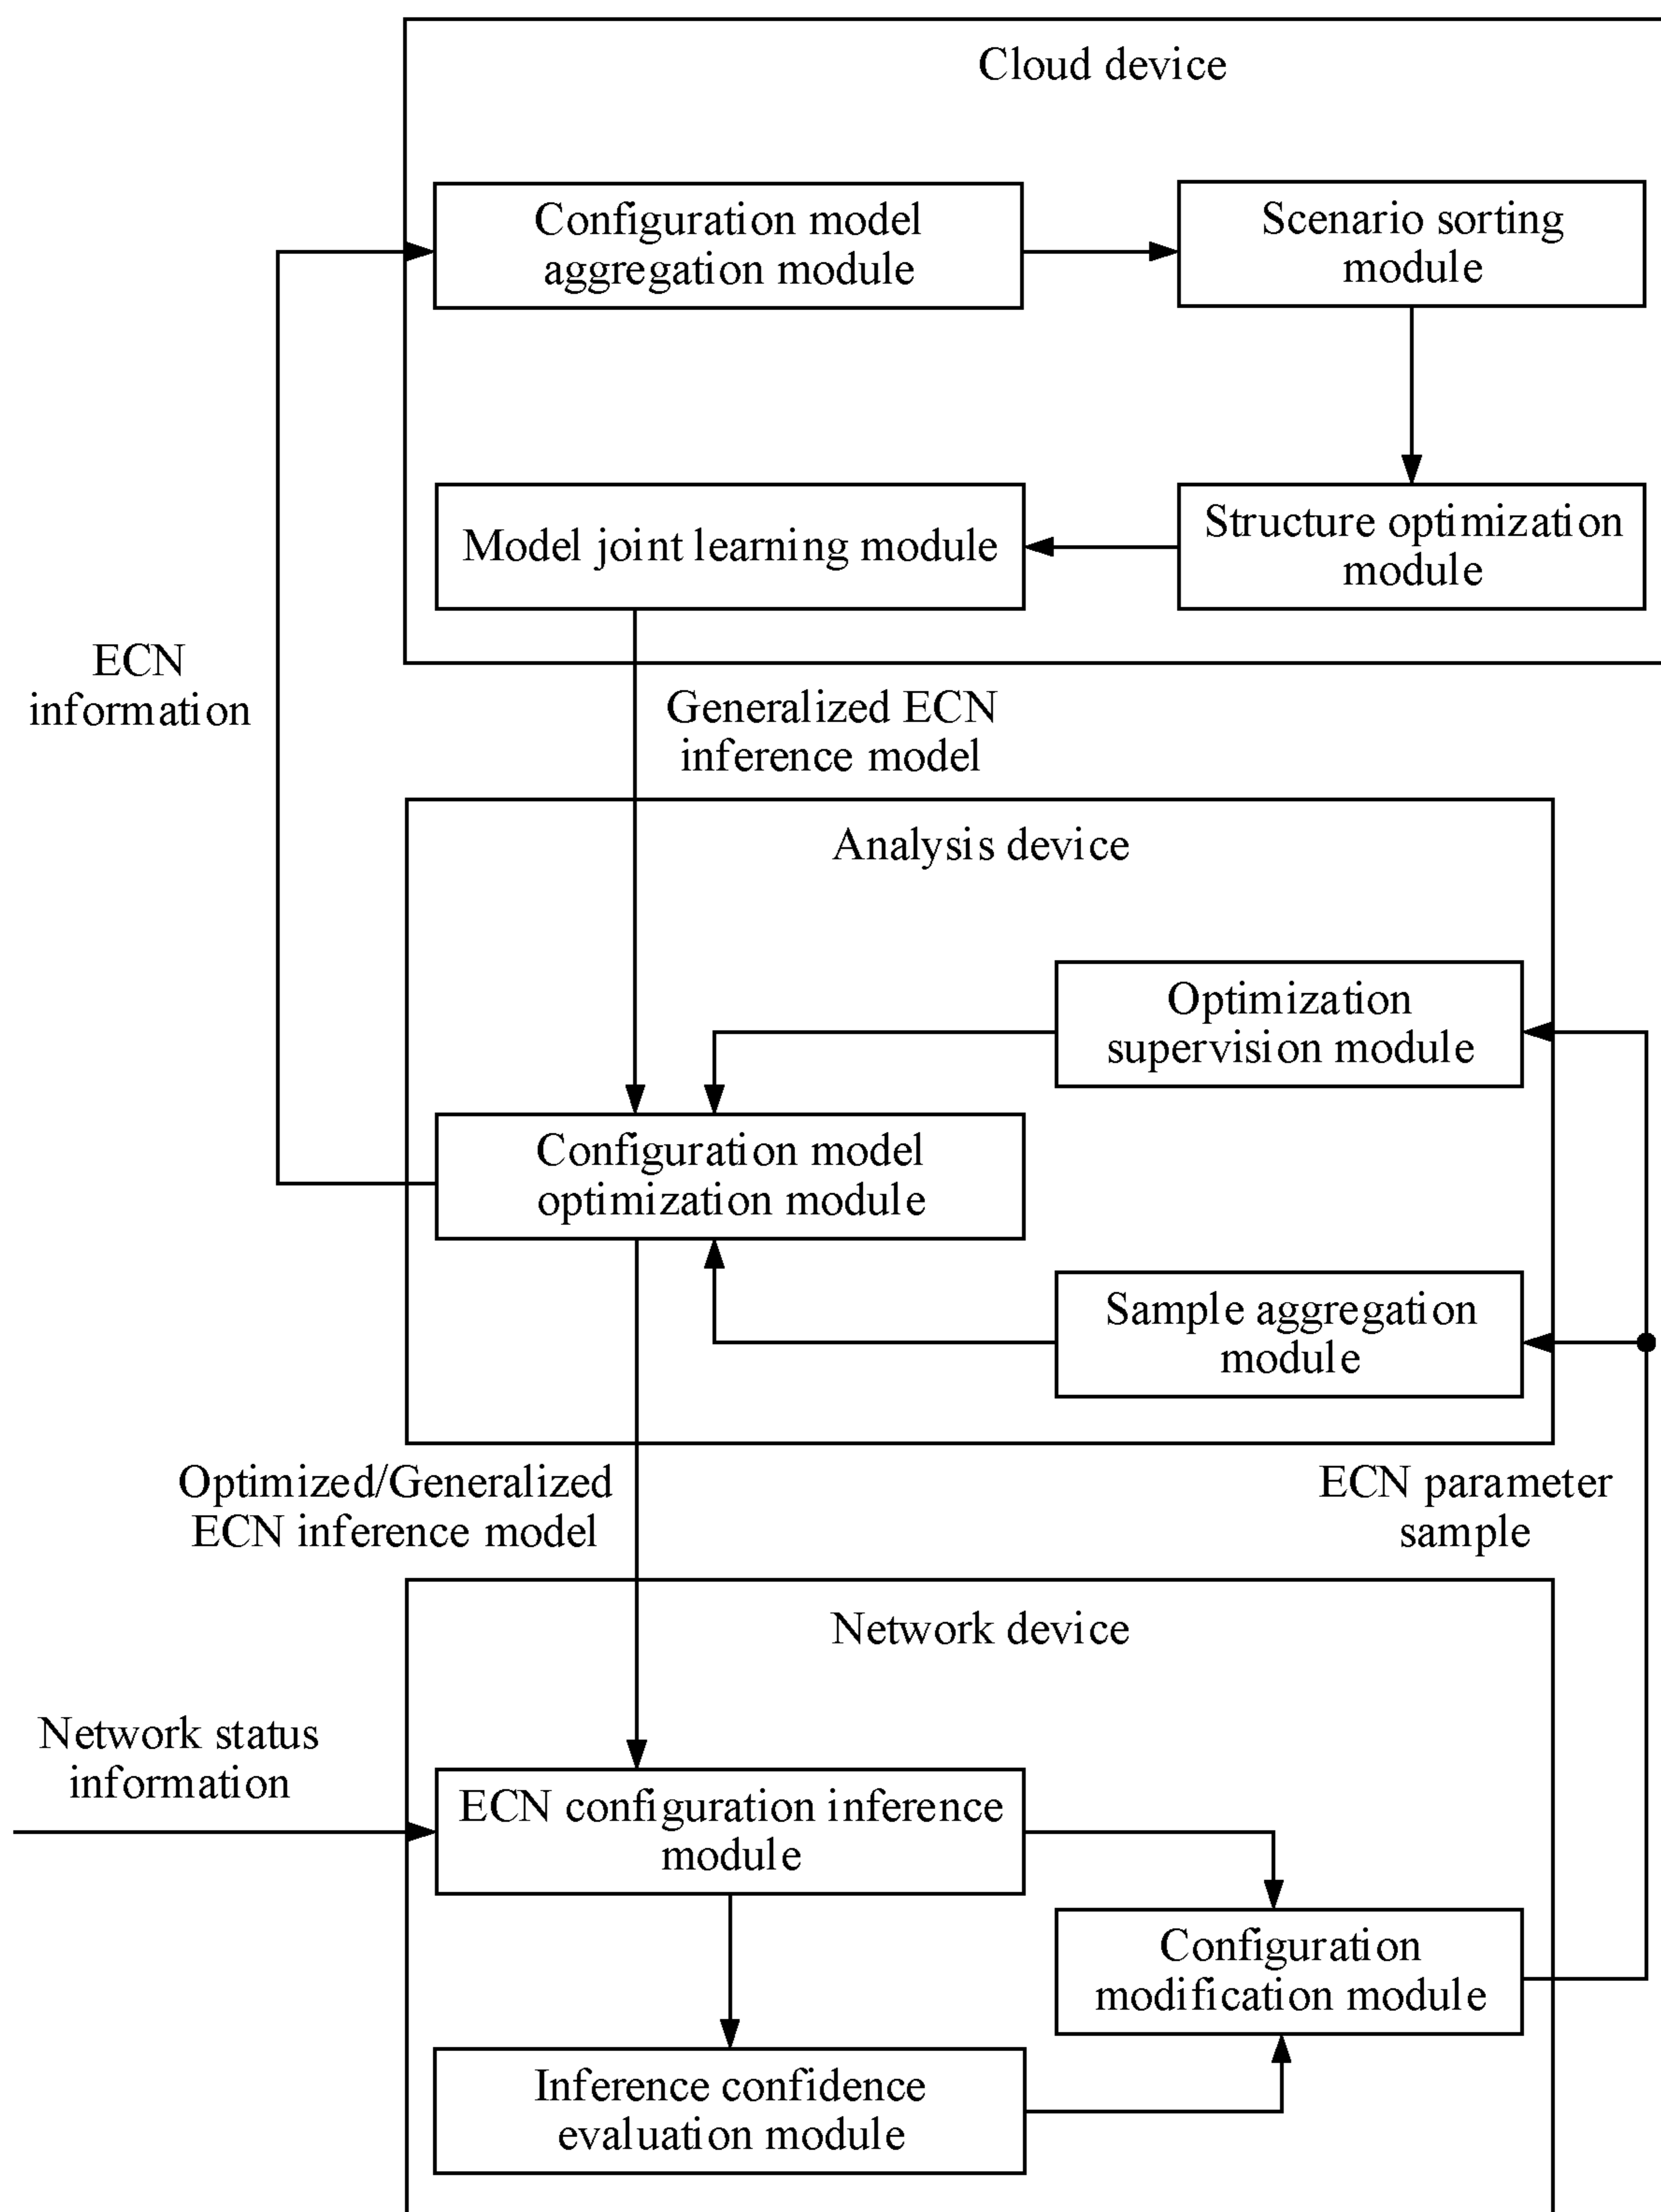 Cloud device
Configuration model
aggregation module
Scenario sorting
module
Model joint learning module
Structure optimization
module
ECN
information
Generalized ECN
inference model
Analysis device
Optimization
supervision module
Configuration model
optimization module
Sample aggregation
module
Optimized/Generalized
ECN inference model
ECN parameter
sample
Network device
Network status
information
ECN configuration inference
module
Configuration
modification module
Inference confidence
evaluation module